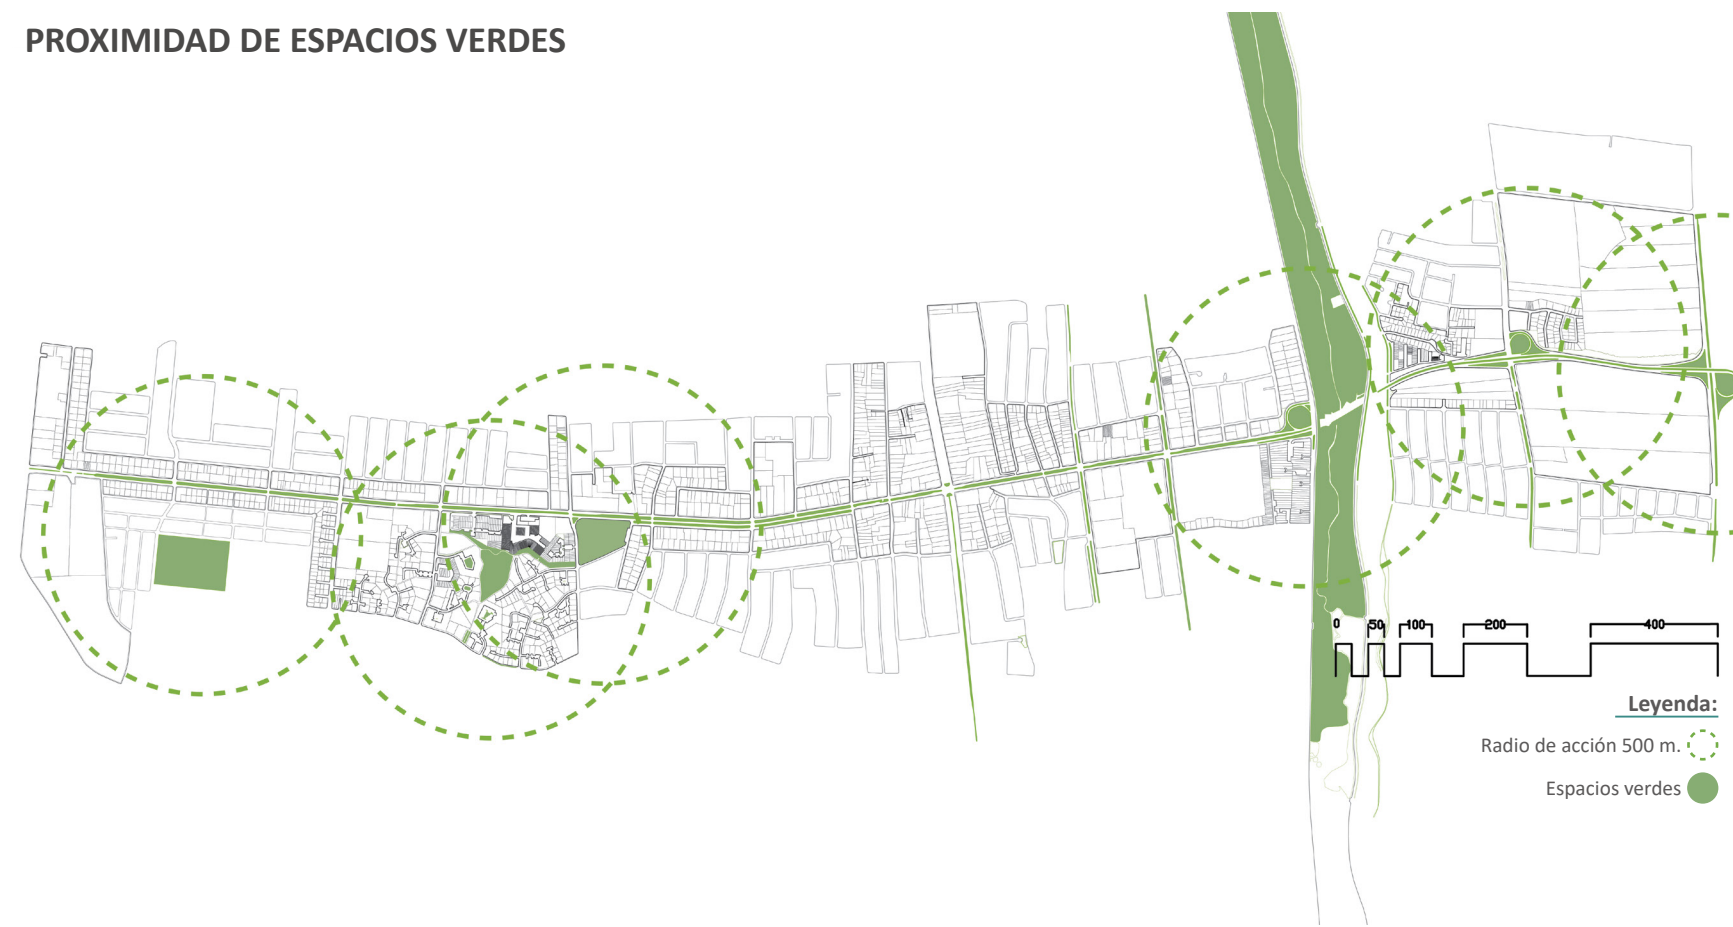 PROXIMIDAD DE ESPACIOS VERDES
0 50 100 200 400
Leyenda:
Radio de acción 500 m.
Espacios verdes